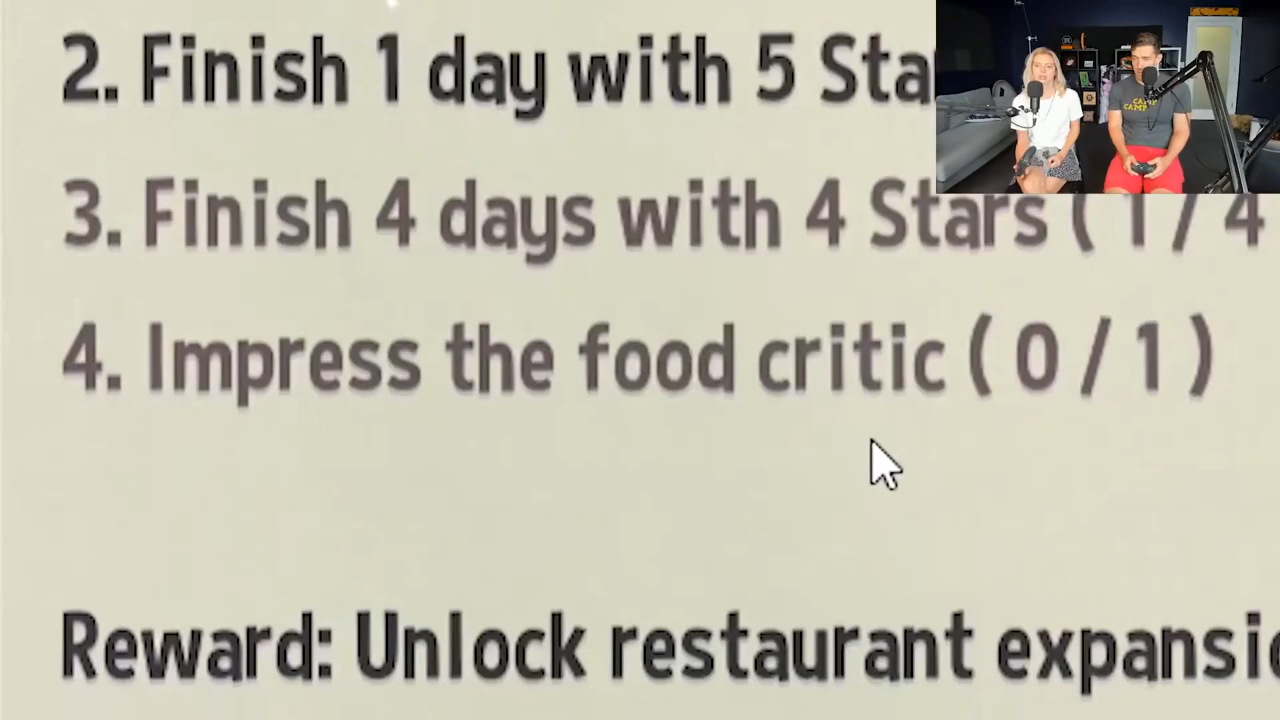 2. Finish 1 day with 5 Sta
3. Finish 4 days with 4 Stars ( 1 / 4
4. Impress the food critic ( 0 / 1 )
Reward: Unlock restaurant expansi